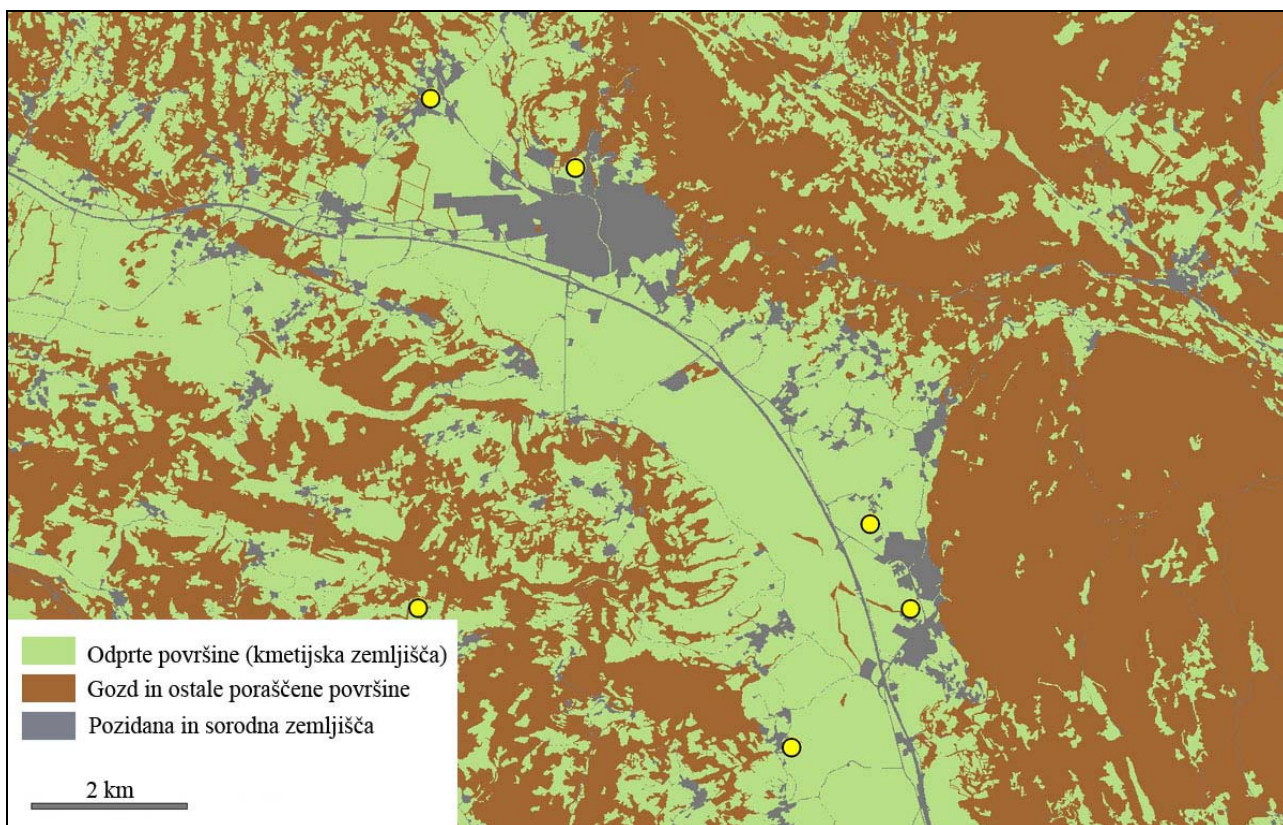 Odprte površine (kmetijska zemljišča)
Gozd in ostale poraščene površine
Pozidana in sorodna zemljišča
2 km